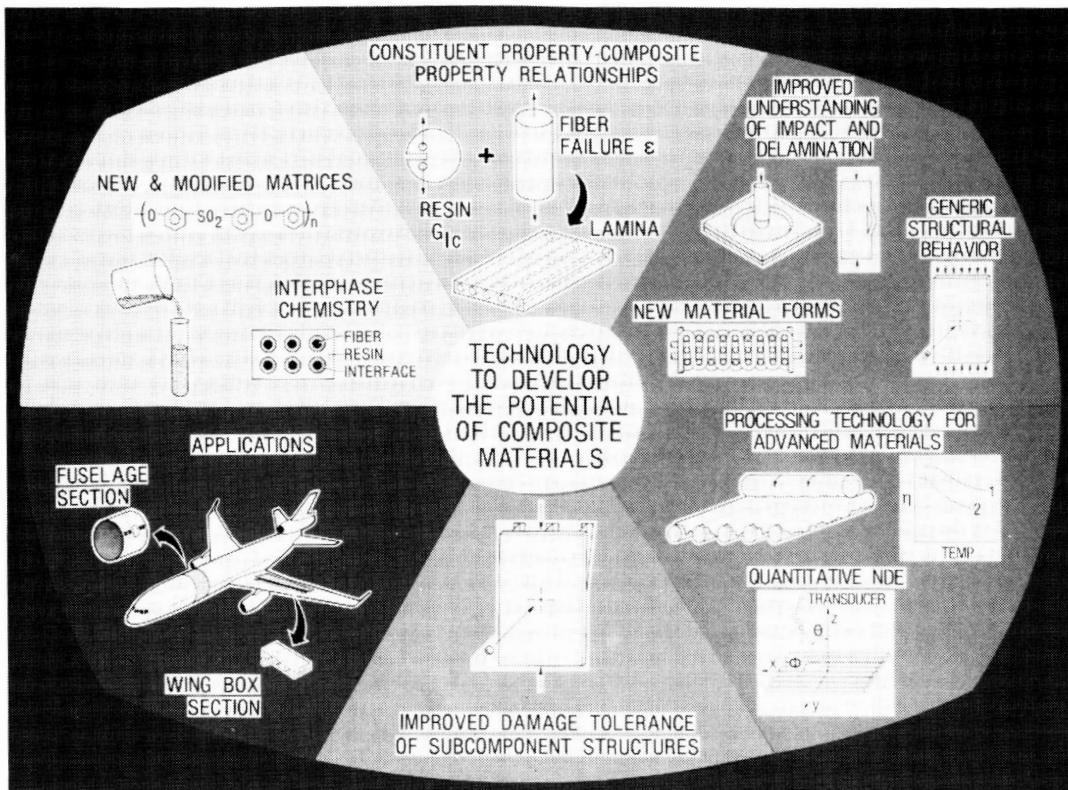 CONSTITUENT PROPERTY-COMPOSITE
PROPERTY RELATIONSHIPS
FIBER
FAILURE ε
+
RESIN
G_Ic
LAMINA
NEW & MODIFIED MATRICES
(O SO2 O )n
INTERPHASE
CHEMISTRY
FIBER
RESIN
INTERFACE
IMPROVED
UNDERSTANDING
OF IMPACT AND
DELAMINATION
GENERIC
STRUCTURAL
BEHAVIOR
NEW MATERIAL FORMS
TECHNOLOGY
TO DEVELOP
THE POTENTIAL
OF COMPOSITE
MATERIALS
PROCESSING TECHNOLOGY FOR
ADVANCED MATERIALS
η
1
2
TEMP
QUANTITATIVE NDE
TRANSDUCER
z
θ
x Φ
y
APPLICATIONS
FUSELAGE
SECTION
WING BOX
SECTION
IMPROVED DAMAGE TOLERANCE
OF SUBCOMPONENT STRUCTURES